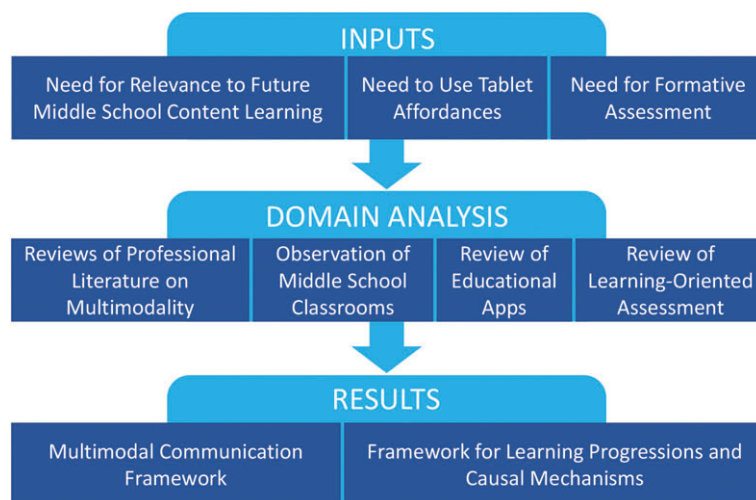 INPUTS
Need for Relevance to Future
Middle School Content Learning
Need to Use Tablet
Affordances
Need for Formative
Assessment
DOMAIN ANALYSIS
Reviews of Professional
Literature on
Multimodality
Observation of
Middle School
Classrooms
Review of
Educational
Apps
Review of
Learning-Oriented
Assessment
RESULTS
Multimodal Communication
Framework
Framework for Learning Progressions and
Causal Mechanisms